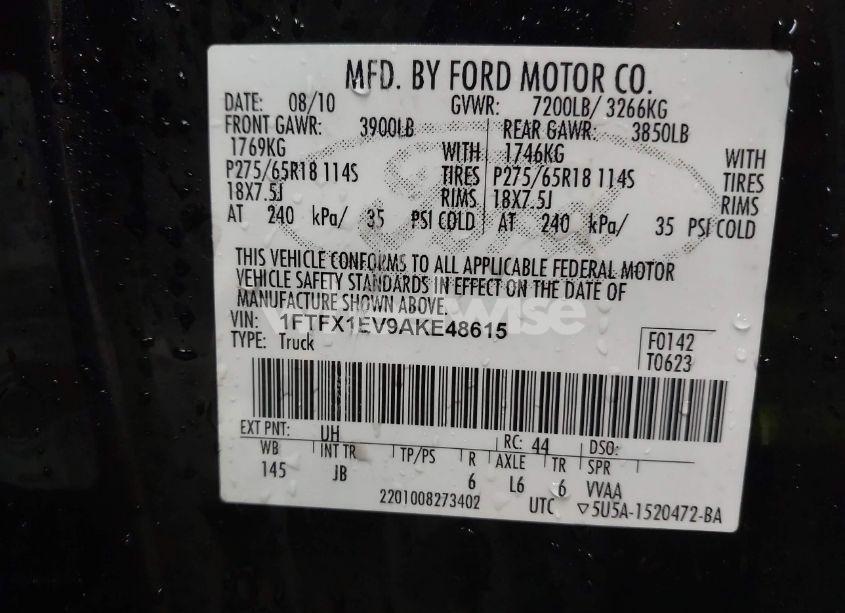 MFD. BY FORD MOTOR CO.
DATE: 08/10 GVWR: 7200LB/ 3266KG
FRONT GAWR: 3900LB REAR GAWR: 3850LB
1769KG WITH 1746KG WITH
P275/65R18 114S TIRES P275/65R18 114S TIRES
18X7.5J RIMS 18X7.5J RIMS
AT 240 kPa/ 35 PSI COLD AT 240 kPa/ 35 PSI COLD
THIS VEHICLE CONFORMS TO ALL APPLICABLE FEDERAL MOTOR
VEHICLE SAFETY STANDARDS IN EFFECT ON THE DATE OF
MANUFACTURE SHOWN ABOVE.
VIN: 1FTFX1EV9AKE48615 F0142
TYPE: Truck T0623
EXT PNT: UH RC: 44 DSO:
WB INT TR TP/PS R AXLE TR SPR
145 JB 6 L6 6 VVAA
2201008273402 UTC ▽5U5A-1520472-BA